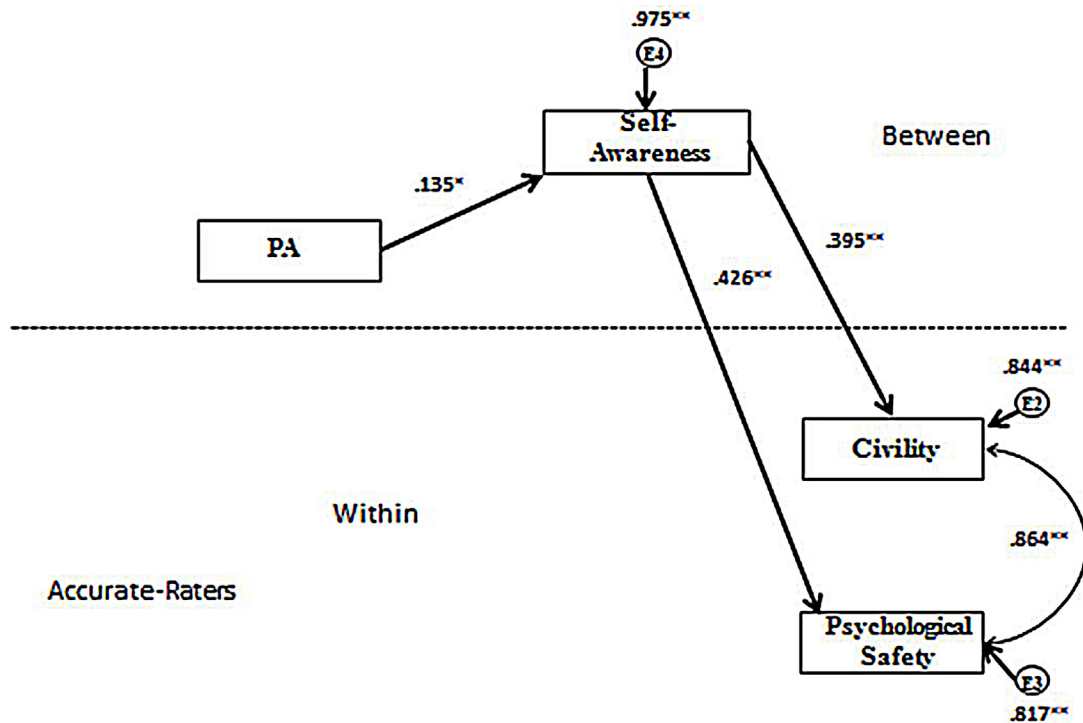 .975**
E4
Self-
Awareness
Between
.135*
PA
.395**
.426**
.844**
E2
Civility
Within
.864**
Accurate-Raters
Psychological
Safety
E3
.817**